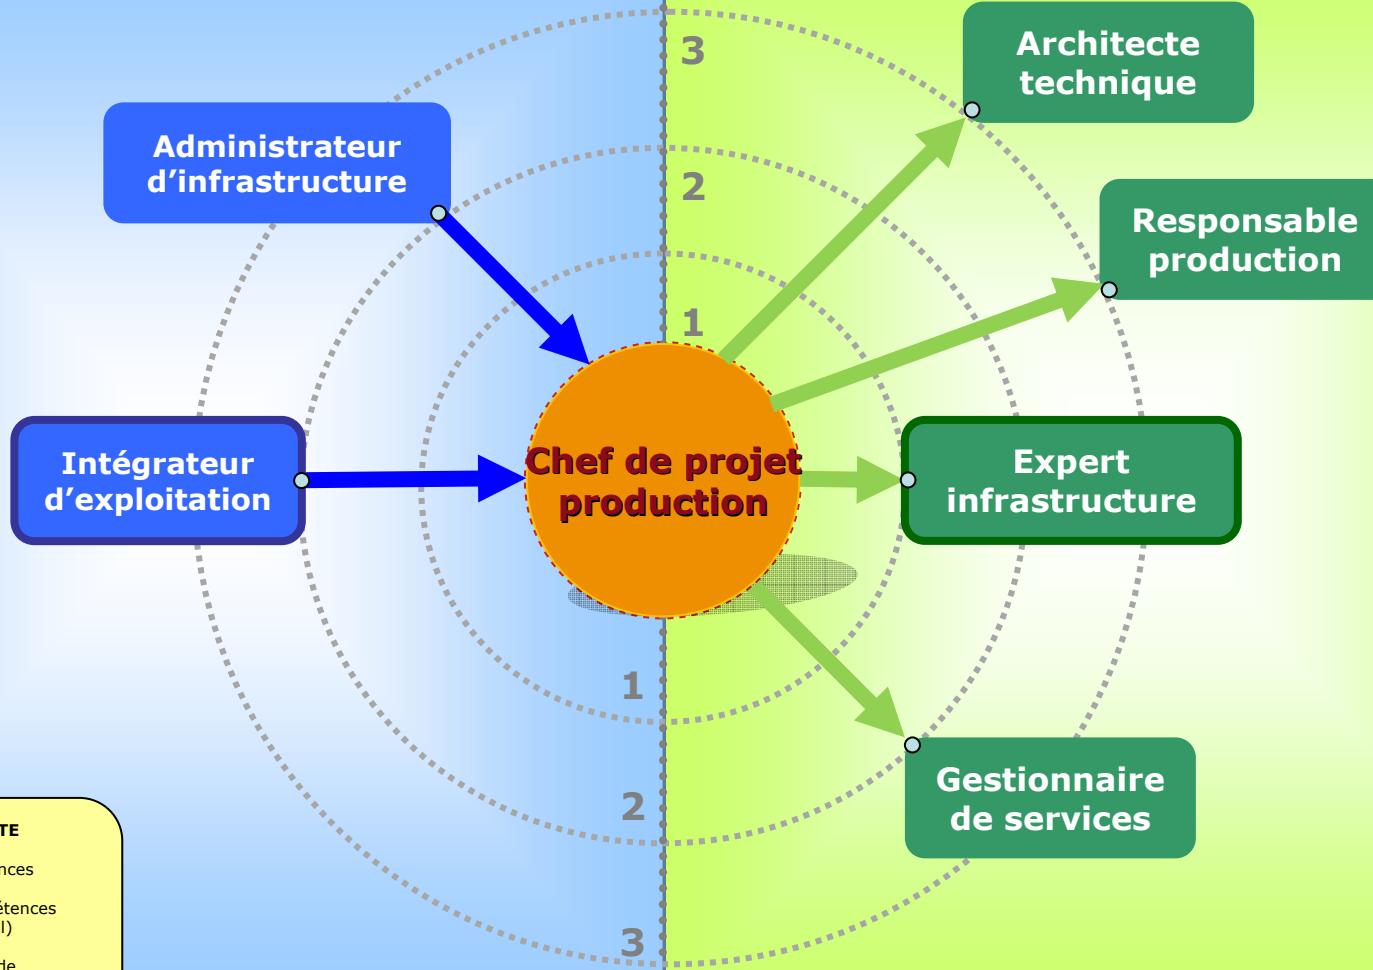 3
Architecte
technique
Administrateur
d’infrastructure
2
Responsable
production
1
Intégrateur
d’exploitation
Chef de projet
production
Expert
infrastructure
1
Gestionnaire
de services
2
3